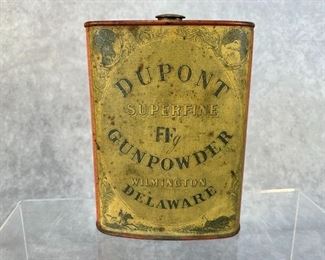 DUPONT
SUPERFINE
FFg
GUNPOWDER
WILMINGTON
DELAWARE